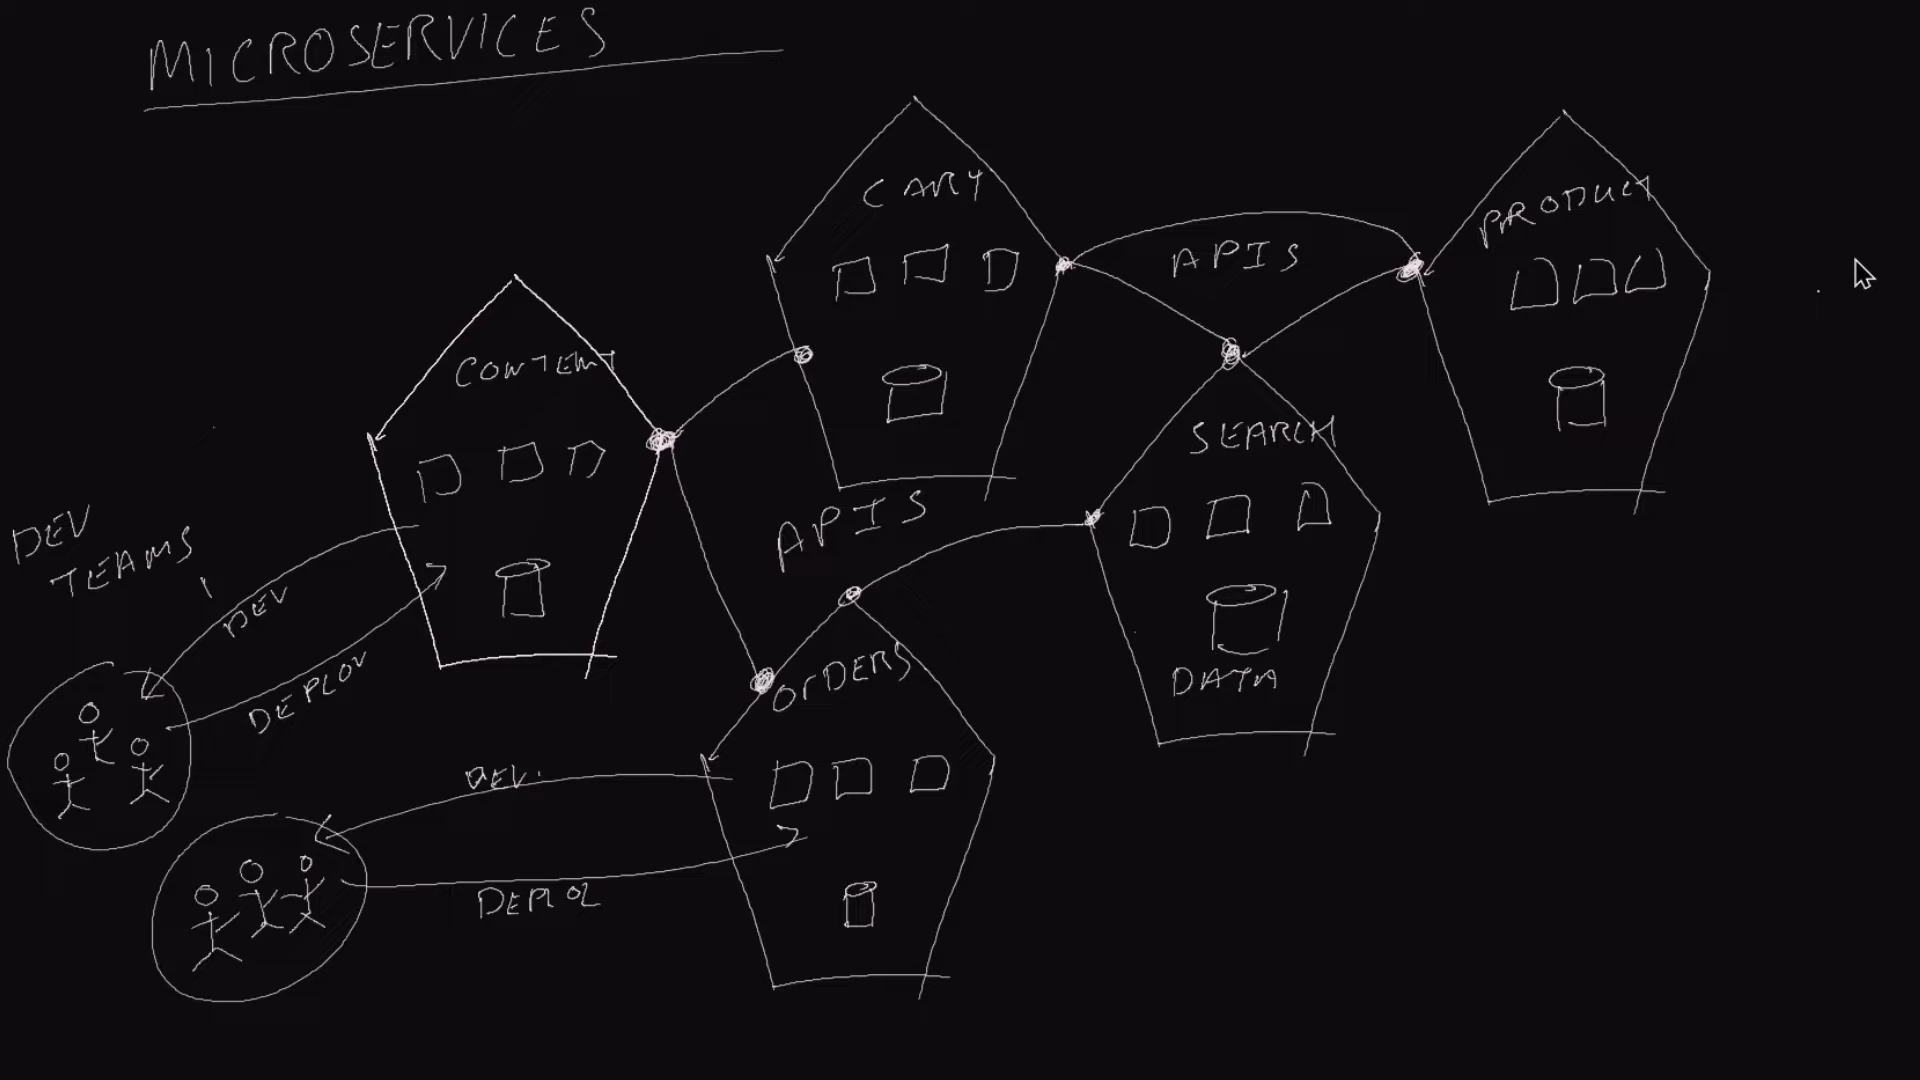 MICROSERVICES
CART
PRODUCT
APIS
CONTENT
SEARCH
APIS
DEV
TEAMS
DEV
DEPLOY
ORDERS
DATA
DEV.
DEPLOY